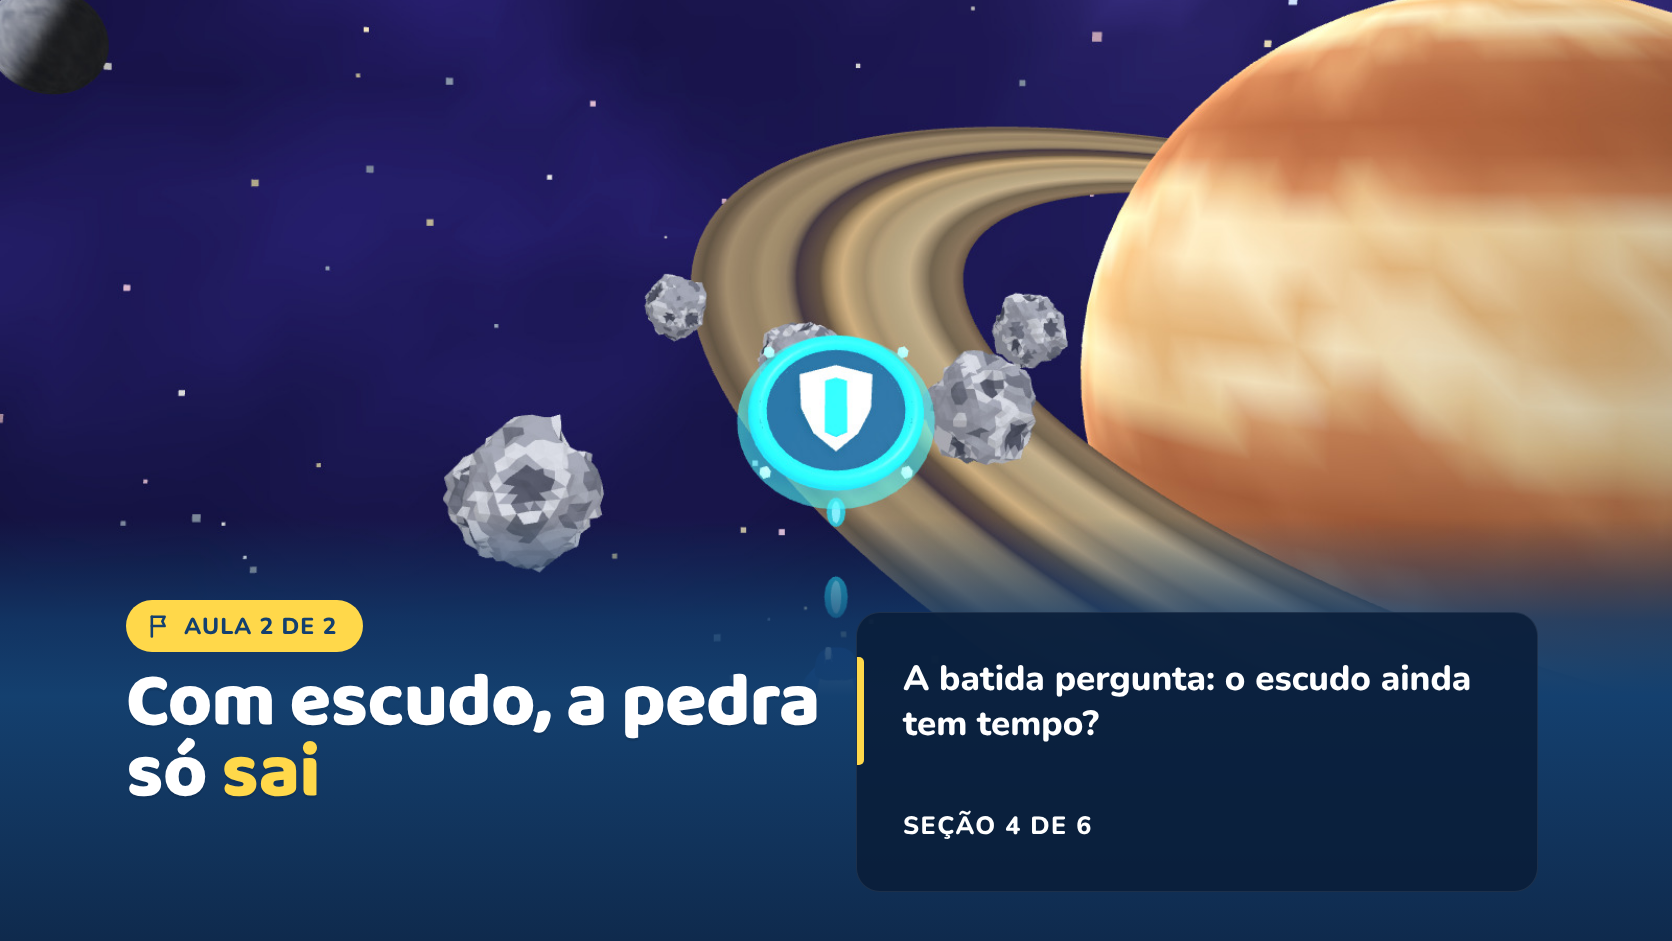 AULA 2 DE 2
Com escudo, a pedra
só sai
A batida pergunta: o escudo ainda
tem tempo?
SEÇÃO 4 DE 6